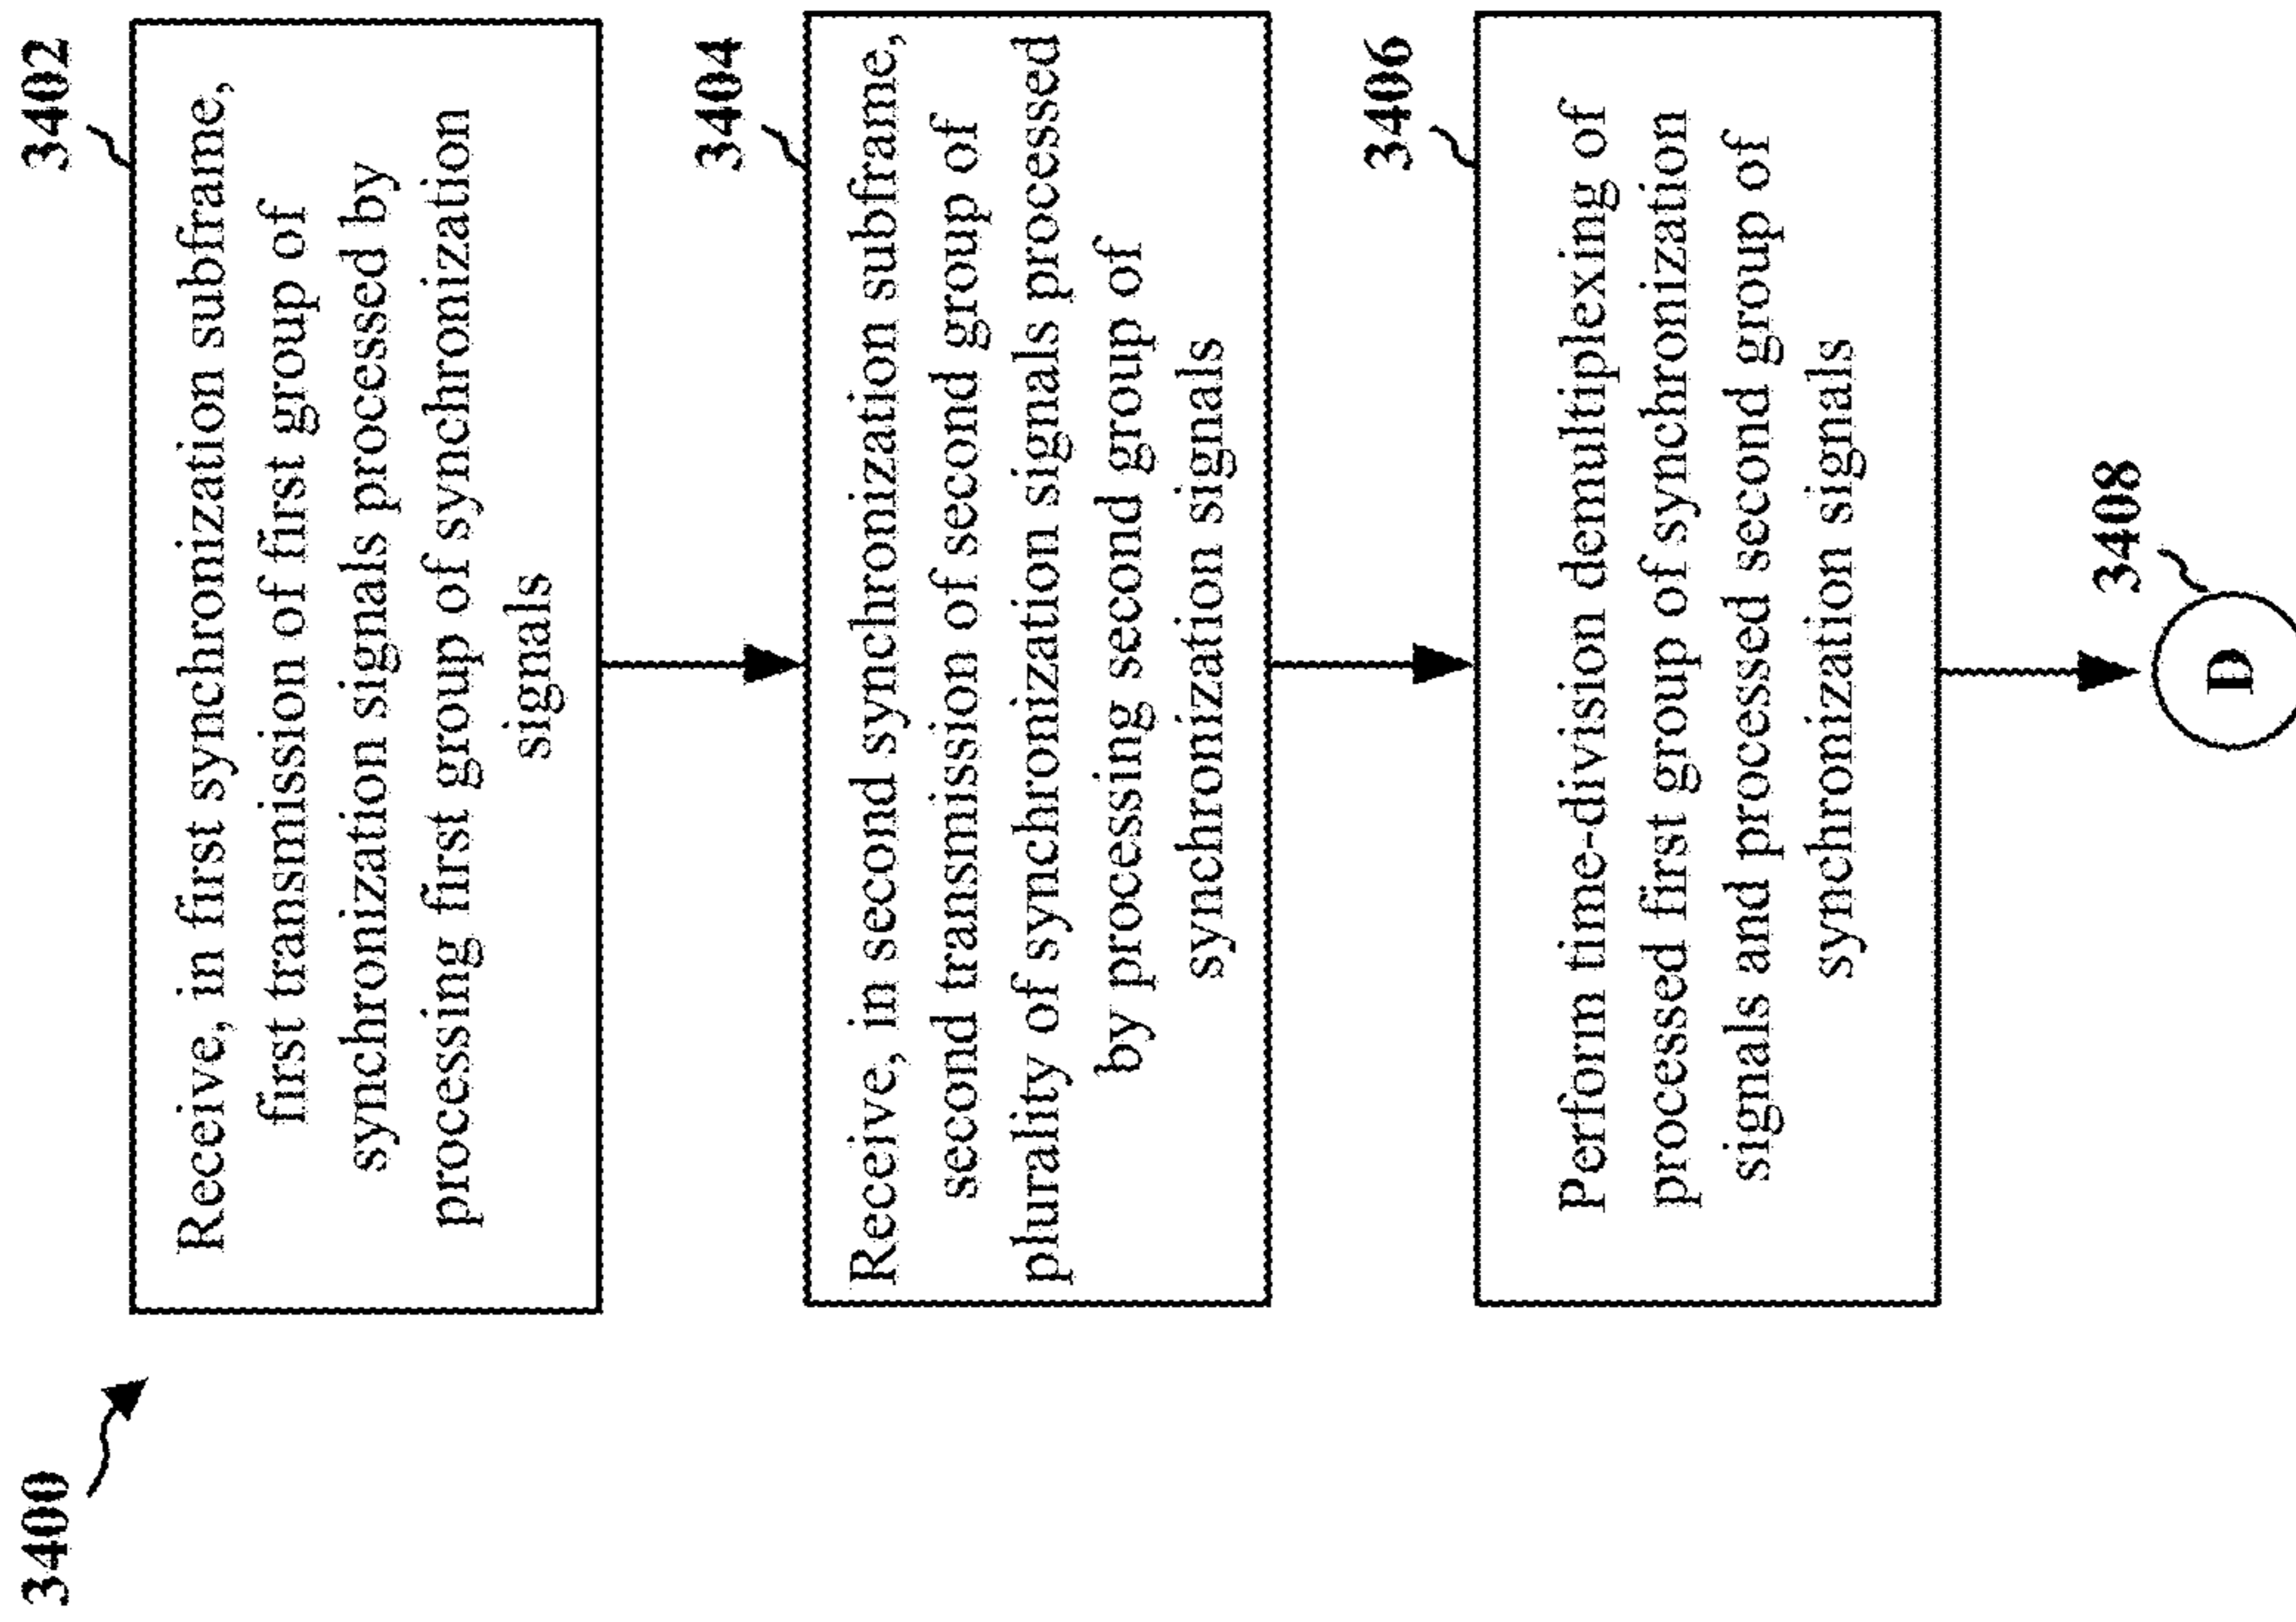 3400
3402
Receive, in first synchronization subframe,
first transmission of first group of
synchronization signals processed by
processing first group of synchronization
signals
3404
Receive, in second synchronization subframe,
second transmission of second group of
plurality of synchronization signals processed
by processing second group of
synchronization signals
3406
Perform time-division demultiplexing of
processed first group of synchronization
signals and processed second group of
synchronization signals
3408
D